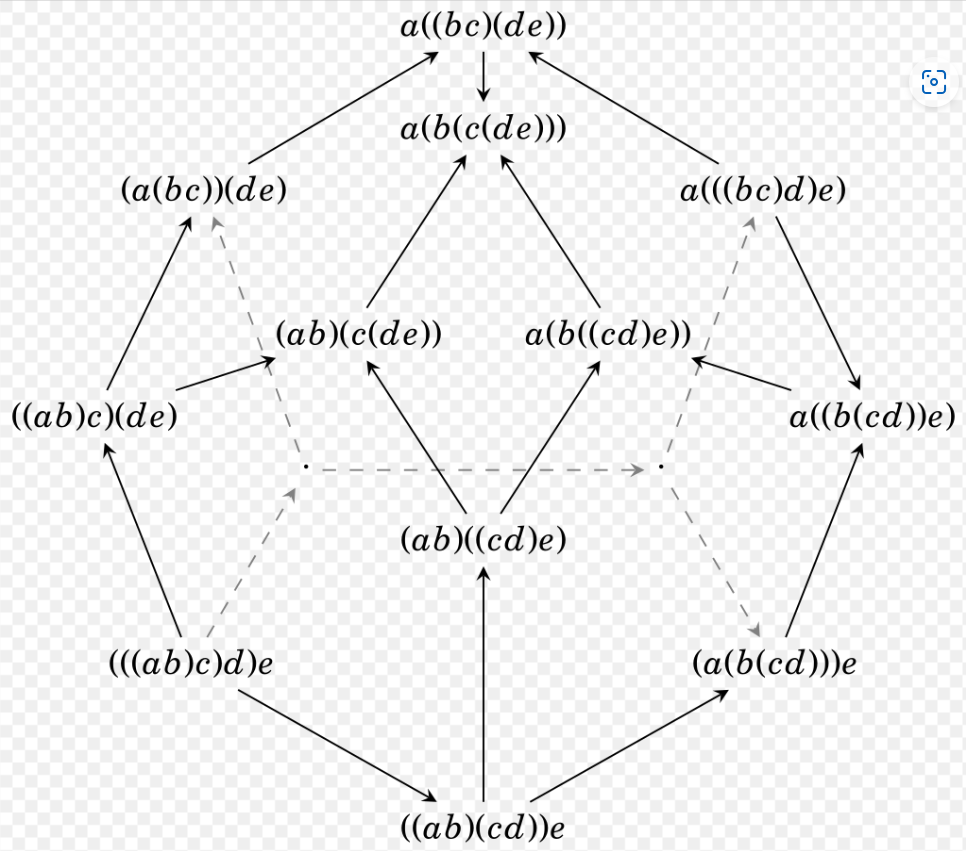 a((bc)(de))
a(b(c(de)))
(a(bc))(de)
a(((bc)d)e)
(ab)(c(de))
a(b((cd)e))
((ab)c)(de)
a((b(cd))e)
(ab)((cd)e)
(((ab)c)d)e
(a(b(cd)))e
((ab)(cd))e